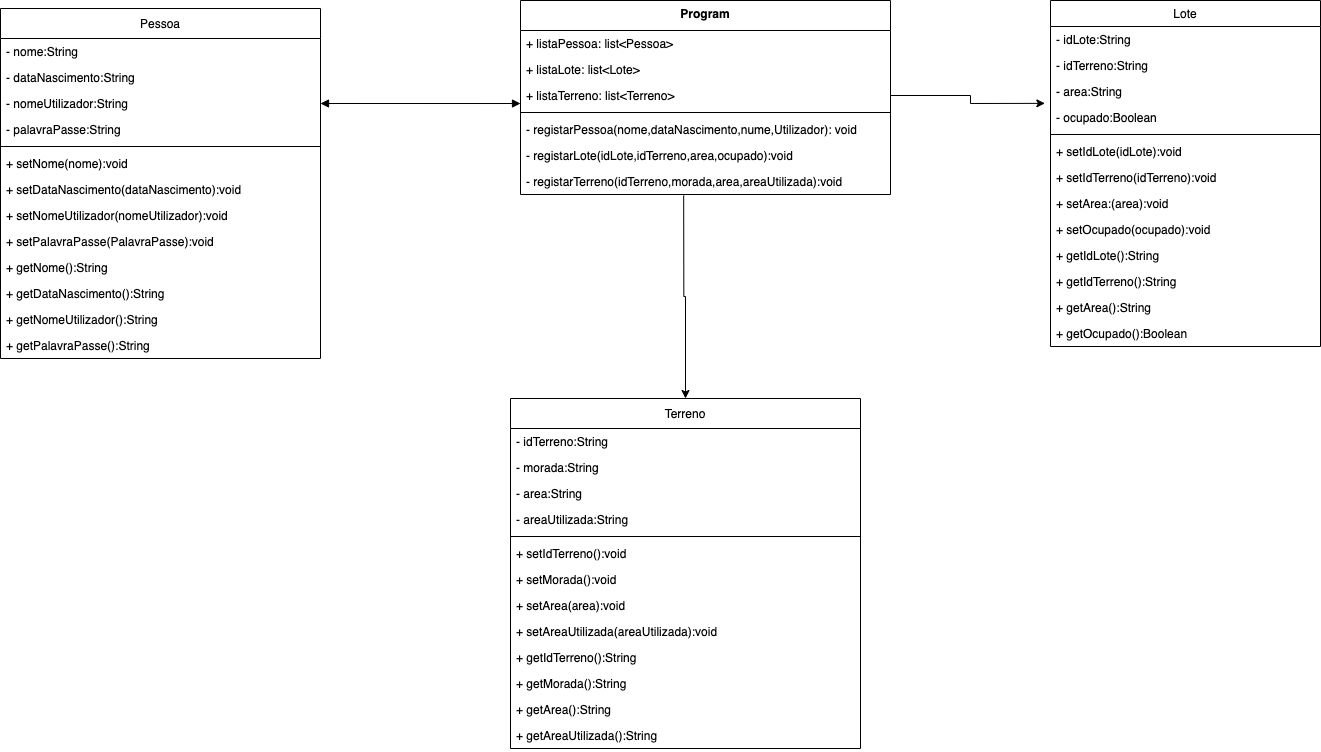 Pessoa
- nome:String
- dataNascimento:String
- nomeUtilizador:String
- palavraPasse:String
+ setNome(nome):void
+ setDataNascimento(dataNascimento):void
+ setNomeUtilizador(nomeUtilizador):void
+ setPalavraPasse(PalavraPasse):void
+ getNome():String
+ getDataNascimento():String
+ getNomeUtilizador():String
+ getPalavraPasse():String
Program
+ listaPessoa: list<Pessoa>
+ listaLote: list<Lote>
+ listaTerreno: list<Terreno>
- registarPessoa(nome,dataNascimento,nume,Utilizador): void
- registarLote(idLote,idTerreno,area,ocupado):void
- registarTerreno(idTerreno,morada,area,areaUtilizada):void
Lote
- idLote:String
- idTerreno:String
- area:String
- ocupado:Boolean
+ setIdLote(idLote):void
+ setIdTerreno(idTerreno):void
+ setArea:(area):void
+ setOcupado(ocupado):void
+ getIdLote():String
+ getIdTerreno():String
+ getArea():String
+ getOcupado():Boolean
Terreno
- idTerreno:String
- morada:String
- area:String
- areaUtilizada:String
+ setIdTerreno():void
+ setMorada():void
+ setArea(area):void
+ setAreaUtilizada(areaUtilizada):void
+ getIdTerreno():String
+ getMorada():String
+ getArea():String
+ getAreaUtilizada():String